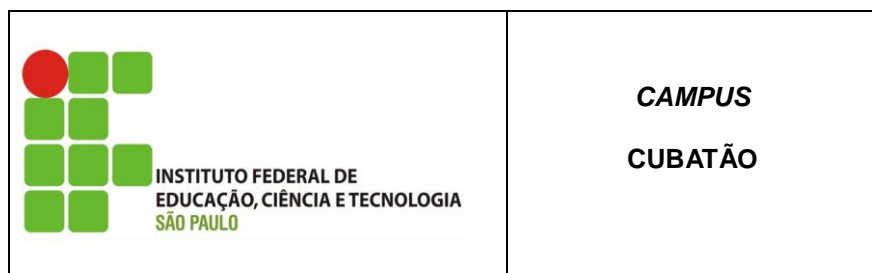 INSTITUTO FEDERAL DE
EDUCAÇÃO, CIÊNCIA E TECNOLOGIA
SÃO PAULO
CAMPUS
CUBATÃO